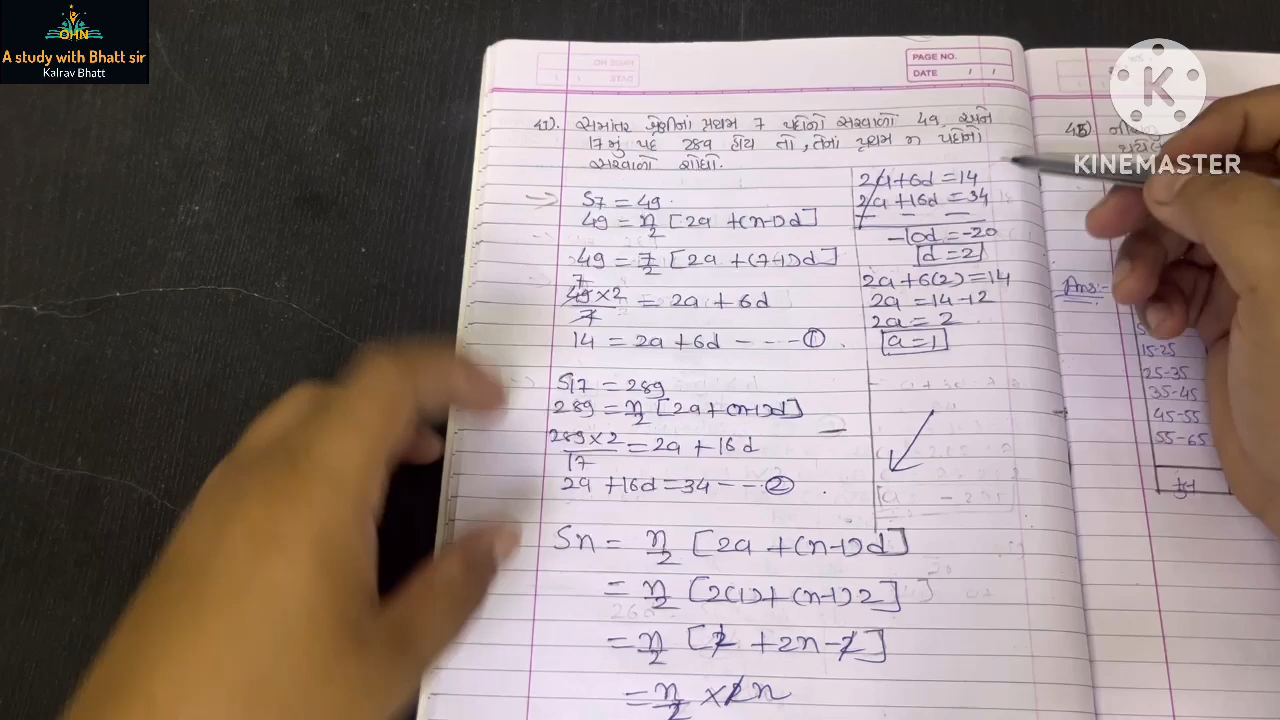 OHN
A study with Bhatt sir
Kalrav Bhatt
PAGE NO.
DATE
K
KINEMASTER
47). સમાંતર શ્રેણીનાં પ્રથમ 7 પદોનો સરવાળો 49 અને
17 નું પદ 289 હોય તો, તેનાં પ્રથમ n પદોનો
સરવાળો શોધો.
S7 = 49.
49 = n/2 [2a + (n-1)d]
49 = 7/2 [2a + (7-1)d]
7
49×2/7 = 2a + 6d
14 = 2a + 6d ---- ①
S17 = 289
289 = n/2 [2a + (n-1)d]
289×2/17 = 2a + 16d
2a + 16d = 34 --- ②
2a + 6d = 14
2a + 16d = 34
- - -
-10d = -20
d = 2
2a + 6(2) = 14
2a = 14 - 12
2a = 2
a = 1
Sn = n/2 [2a + (n-1)d]
= n/2 [2(1) + (n-1)2]
= n/2 [2 + 2n - 2]
= n/2 × 2n
Ans:-
15-25
25-35
35-45
45-55
55-65
કુલ